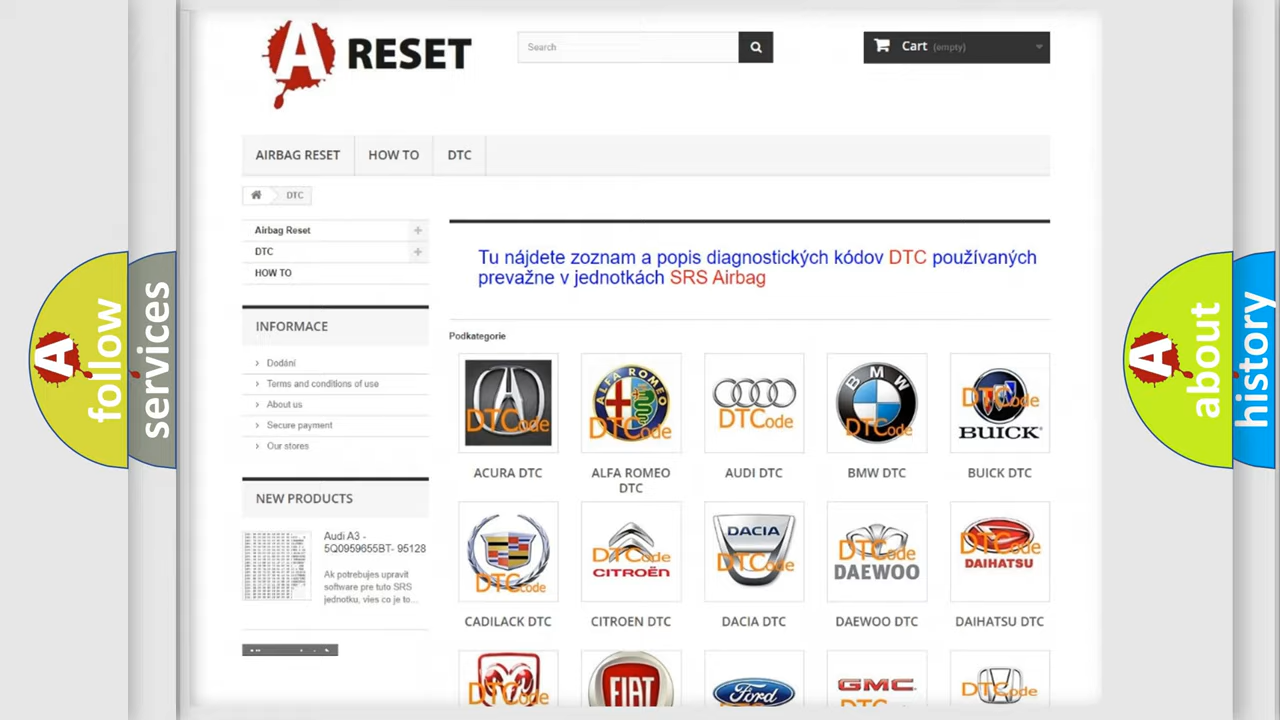 A RESET
Search
Cart (empty)
AIRBAG RESET
HOW TO
DTC
DTC
Airbag Reset
DTC
HOW TO
INFORMACE
Dodání
Terms and conditions of use
About us
Secure payment
Our stores
NEW PRODUCTS
Audi A3 -
5Q0959655BT- 95128
Ak potrebujes upravit
software pre tuto SRS
jednotku, vies co je to...
Tu nájdete zoznam a popis diagnostických kódov DTC používaných
prevažne v jednotkách SRS Airbag
Podkategorie
DTCode
ALFA ROMEO
DTCode
DTCode
BMW
DTCode
DTCode
BUICK
ACURA DTC
ALFA ROMEO
DTC
AUDI DTC
BMW DTC
BUICK DTC
DTCode
DTCode
CITROËN
DACIA
DTCode
DTCode
DAEWOO
DTCode
DAIHATSU
CADILACK DTC
CITROEN DTC
DACIA DTC
DAEWOO DTC
DAIHATSU DTC
DTCode
FIAT
Ford
GMC
DTCode
A follow
services
A about
history